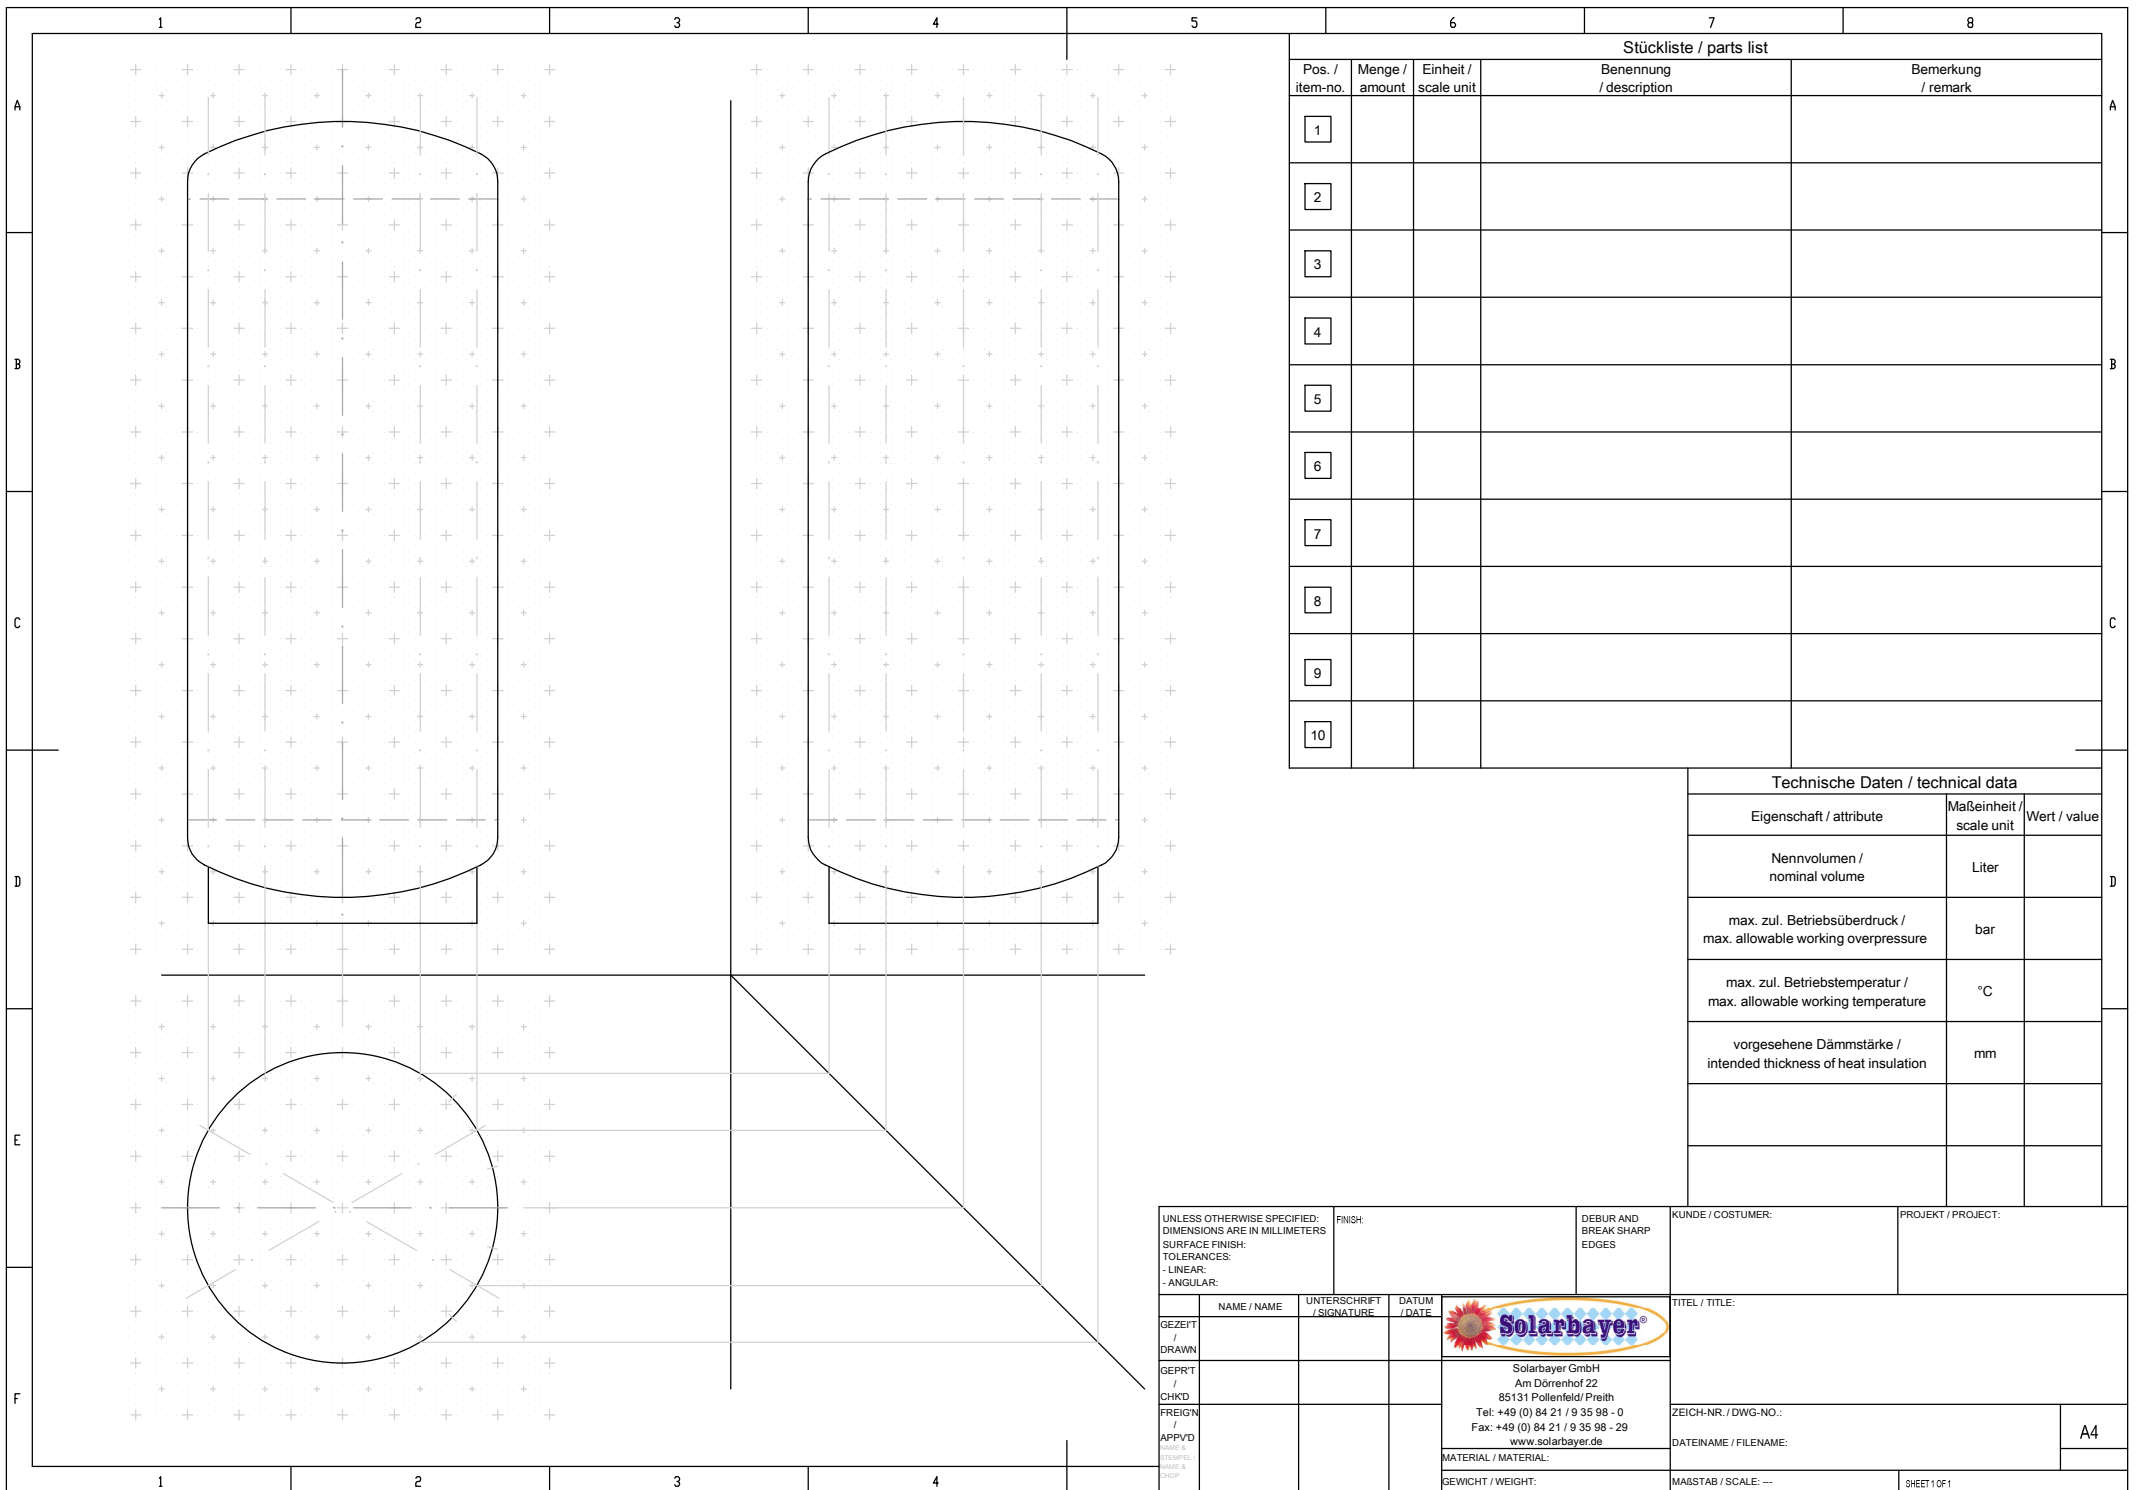 1 2 3 4 5 6 7 8
A
B
C
D
E
F
A
B
C
D
Stückliste / parts list
Pos. / item-no.
Menge / amount
Einheit / scale unit
Benennung / description
Bemerkung / remark
1
2
3
4
5
6
7
8
9
10
Technische Daten / technical data
Eigenschaft / attribute
Maßeinheit / scale unit
Wert / value
Nennvolumen /
nominal volume
Liter
max. zul. Betriebsüberdruck /
max. allowable working overpressure
bar
max. zul. Betriebstemperatur /
max. allowable working temperature
°C
vorgesehene Dämmstärke /
intended thickness of heat insulation
mm
UNLESS OTHERWISE SPECIFIED:
DIMENSIONS ARE IN MILLIMETERS
SURFACE FINISH:
TOLERANCES:
- LINEAR:
- ANGULAR:
FINISH:
DEBUR AND
BREAK SHARP
EDGES
KUNDE / COSTUMER:
PROJEKT / PROJECT:
NAME / NAME
UNTERSCHRIFT
/ SIGNATURE
DATUM
/ DATE
GEZEI'T
/
DRAWN
GEPR'T
/
CHK'D
FREIG'N
/
APPV'D
NAME &
STEMPEL /
NAME &
CHOP
Solarbayer®
Solarbayer GmbH
Am Dörrenhof 22
85131 Pollenfeld/ Preith
Tel: +49 (0) 84 21 / 9 35 98 - 0
Fax: +49 (0) 84 21 / 9 35 98 - 29
www.solarbayer.de
MATERIAL / MATERIAL:
GEWICHT / WEIGHT:
TITEL / TITLE:
ZEICH-NR. / DWG-NO.:
DATEINAME / FILENAME:
A4
MAßSTAB / SCALE: ---
SHEET 1 OF 1
1 2 3 4